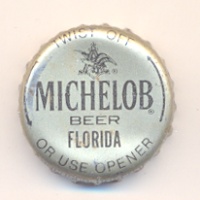 TWIST OFF
MICHELOB®
BEER
FLORIDA
OR USE OPENER